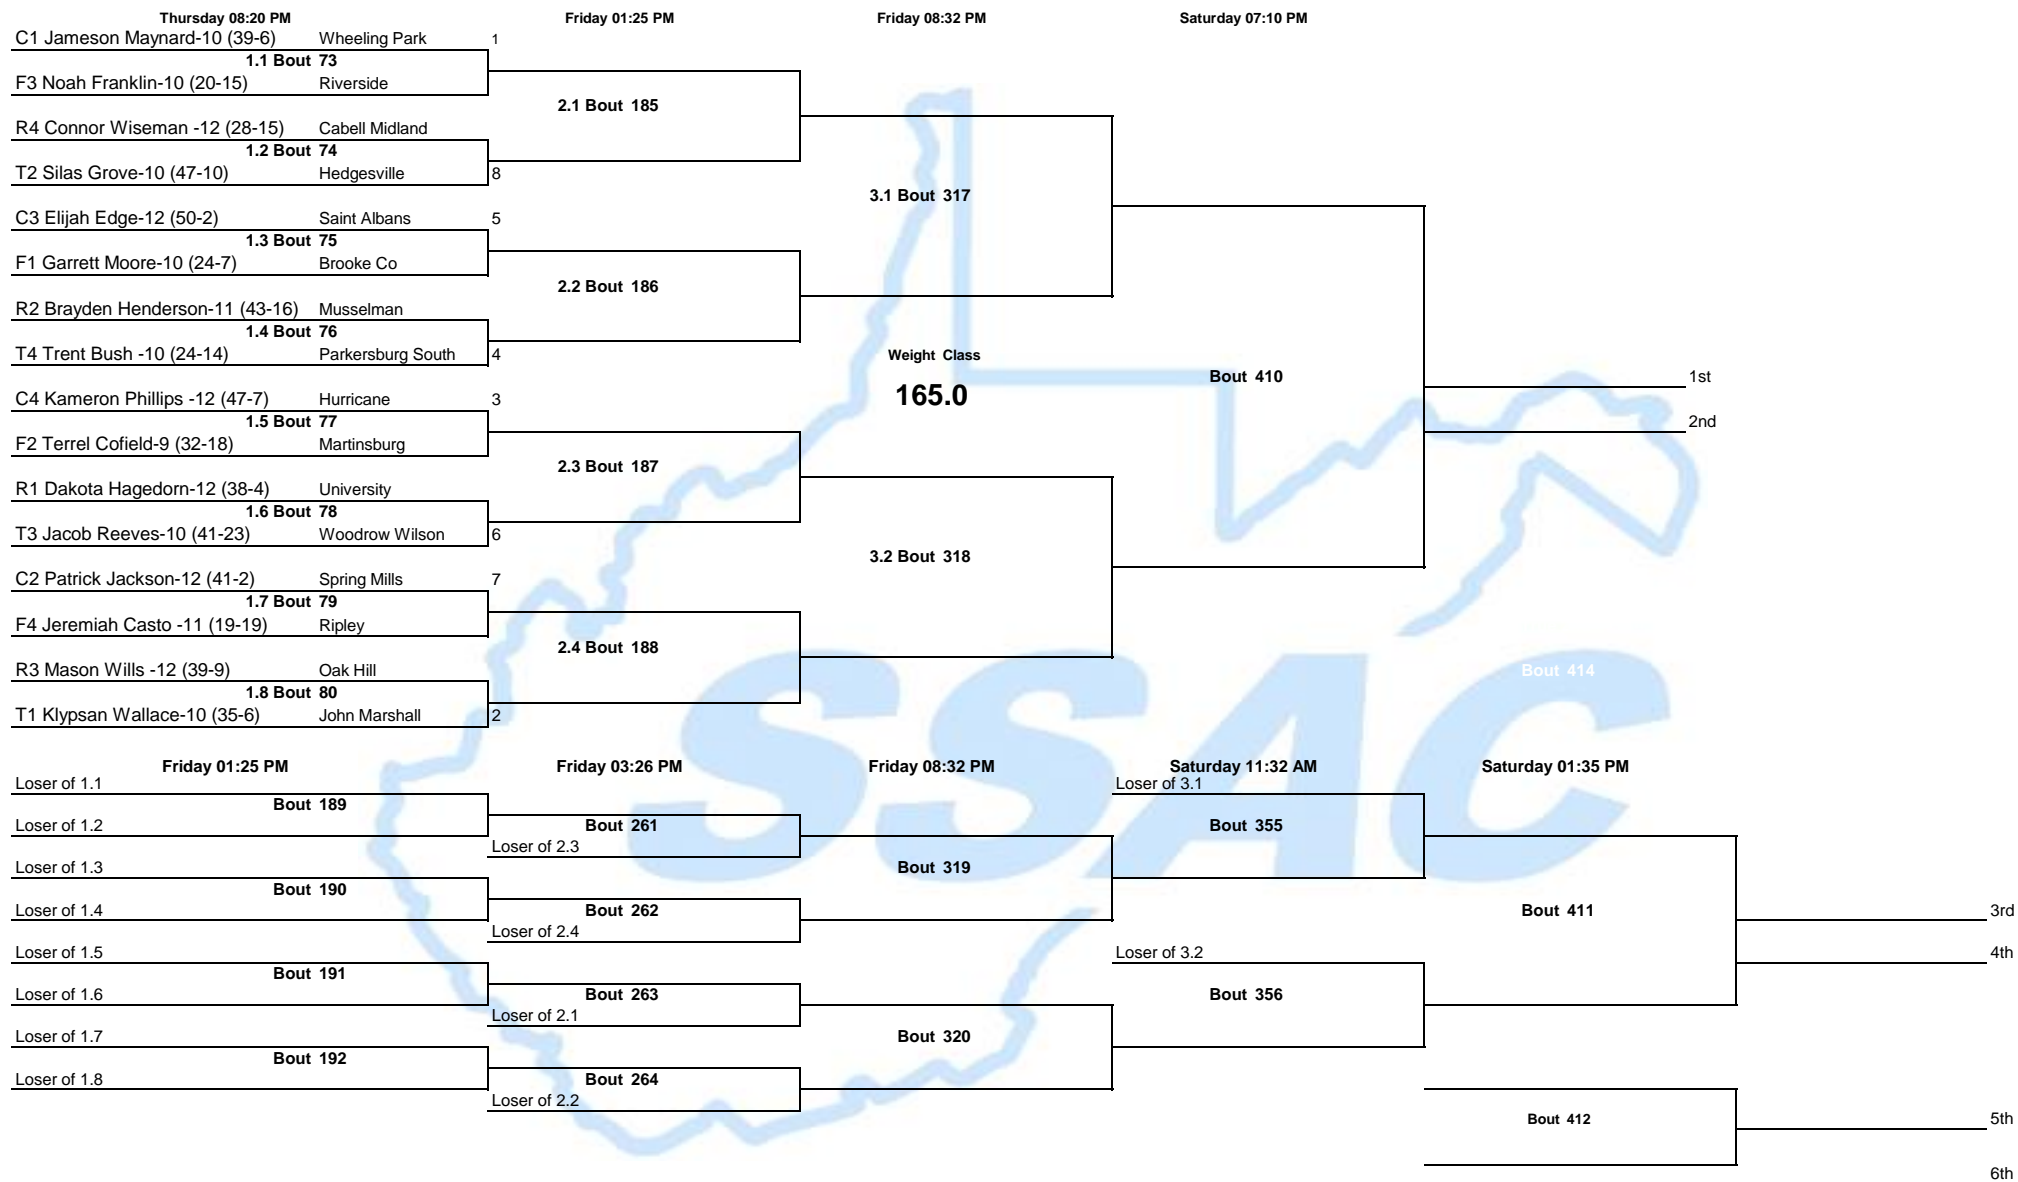 Thursday 08:20 PM Friday 01:25 PM Friday 08:32 PM Saturday 07:10 PM
C1 Jameson Maynard-10 (39-6) Wheeling Park 1
1.1 Bout 73
F3 Noah Franklin-10 (20-15) Riverside
2.1 Bout 185
R4 Connor Wiseman -12 (28-15) Cabell Midland
1.2 Bout 74
T2 Silas Grove-10 (47-10) Hedgesville 8
3.1 Bout 317
C3 Elijah Edge-12 (50-2) Saint Albans 5
1.3 Bout 75
F1 Garrett Moore-10 (24-7) Brooke Co
2.2 Bout 186
R2 Brayden Henderson-11 (43-16) Musselman
1.4 Bout 76
T4 Trent Bush -10 (24-14) Parkersburg South 4
Weight Class
Bout 410 1st
165.0
C4 Kameron Phillips -12 (47-7) Hurricane 3
1.5 Bout 77 2nd
F2 Terrel Cofield-9 (32-18) Martinsburg
2.3 Bout 187
R1 Dakota Hagedorn-12 (38-4) University
1.6 Bout 78
T3 Jacob Reeves-10 (41-23) Woodrow Wilson 6
3.2 Bout 318
C2 Patrick Jackson-12 (41-2) Spring Mills 7
1.7 Bout 79
F4 Jeremiah Casto -11 (19-19) Ripley
2.4 Bout 188
R3 Mason Wills -12 (39-9) Oak Hill
Bout 414
1.8 Bout 80
T1 Klypsan Wallace-10 (35-6) John Marshall 2
SSAC
Friday 01:25 PM Friday 03:26 PM Friday 08:32 PM Saturday 11:32 AM Saturday 01:35 PM
Loser of 1.1 Loser of 3.1
Bout 189
Loser of 1.2 Bout 261 Bout 355
Loser of 2.3
Loser of 1.3 Bout 319
Bout 190
Loser of 1.4 Bout 262 Bout 411 3rd
Loser of 2.4
Loser of 1.5 Loser of 3.2 4th
Bout 191
Loser of 1.6 Bout 263 Bout 356
Loser of 2.1
Loser of 1.7 Bout 320
Bout 192
Loser of 1.8 Bout 264
Loser of 2.2
Bout 412 5th
6th